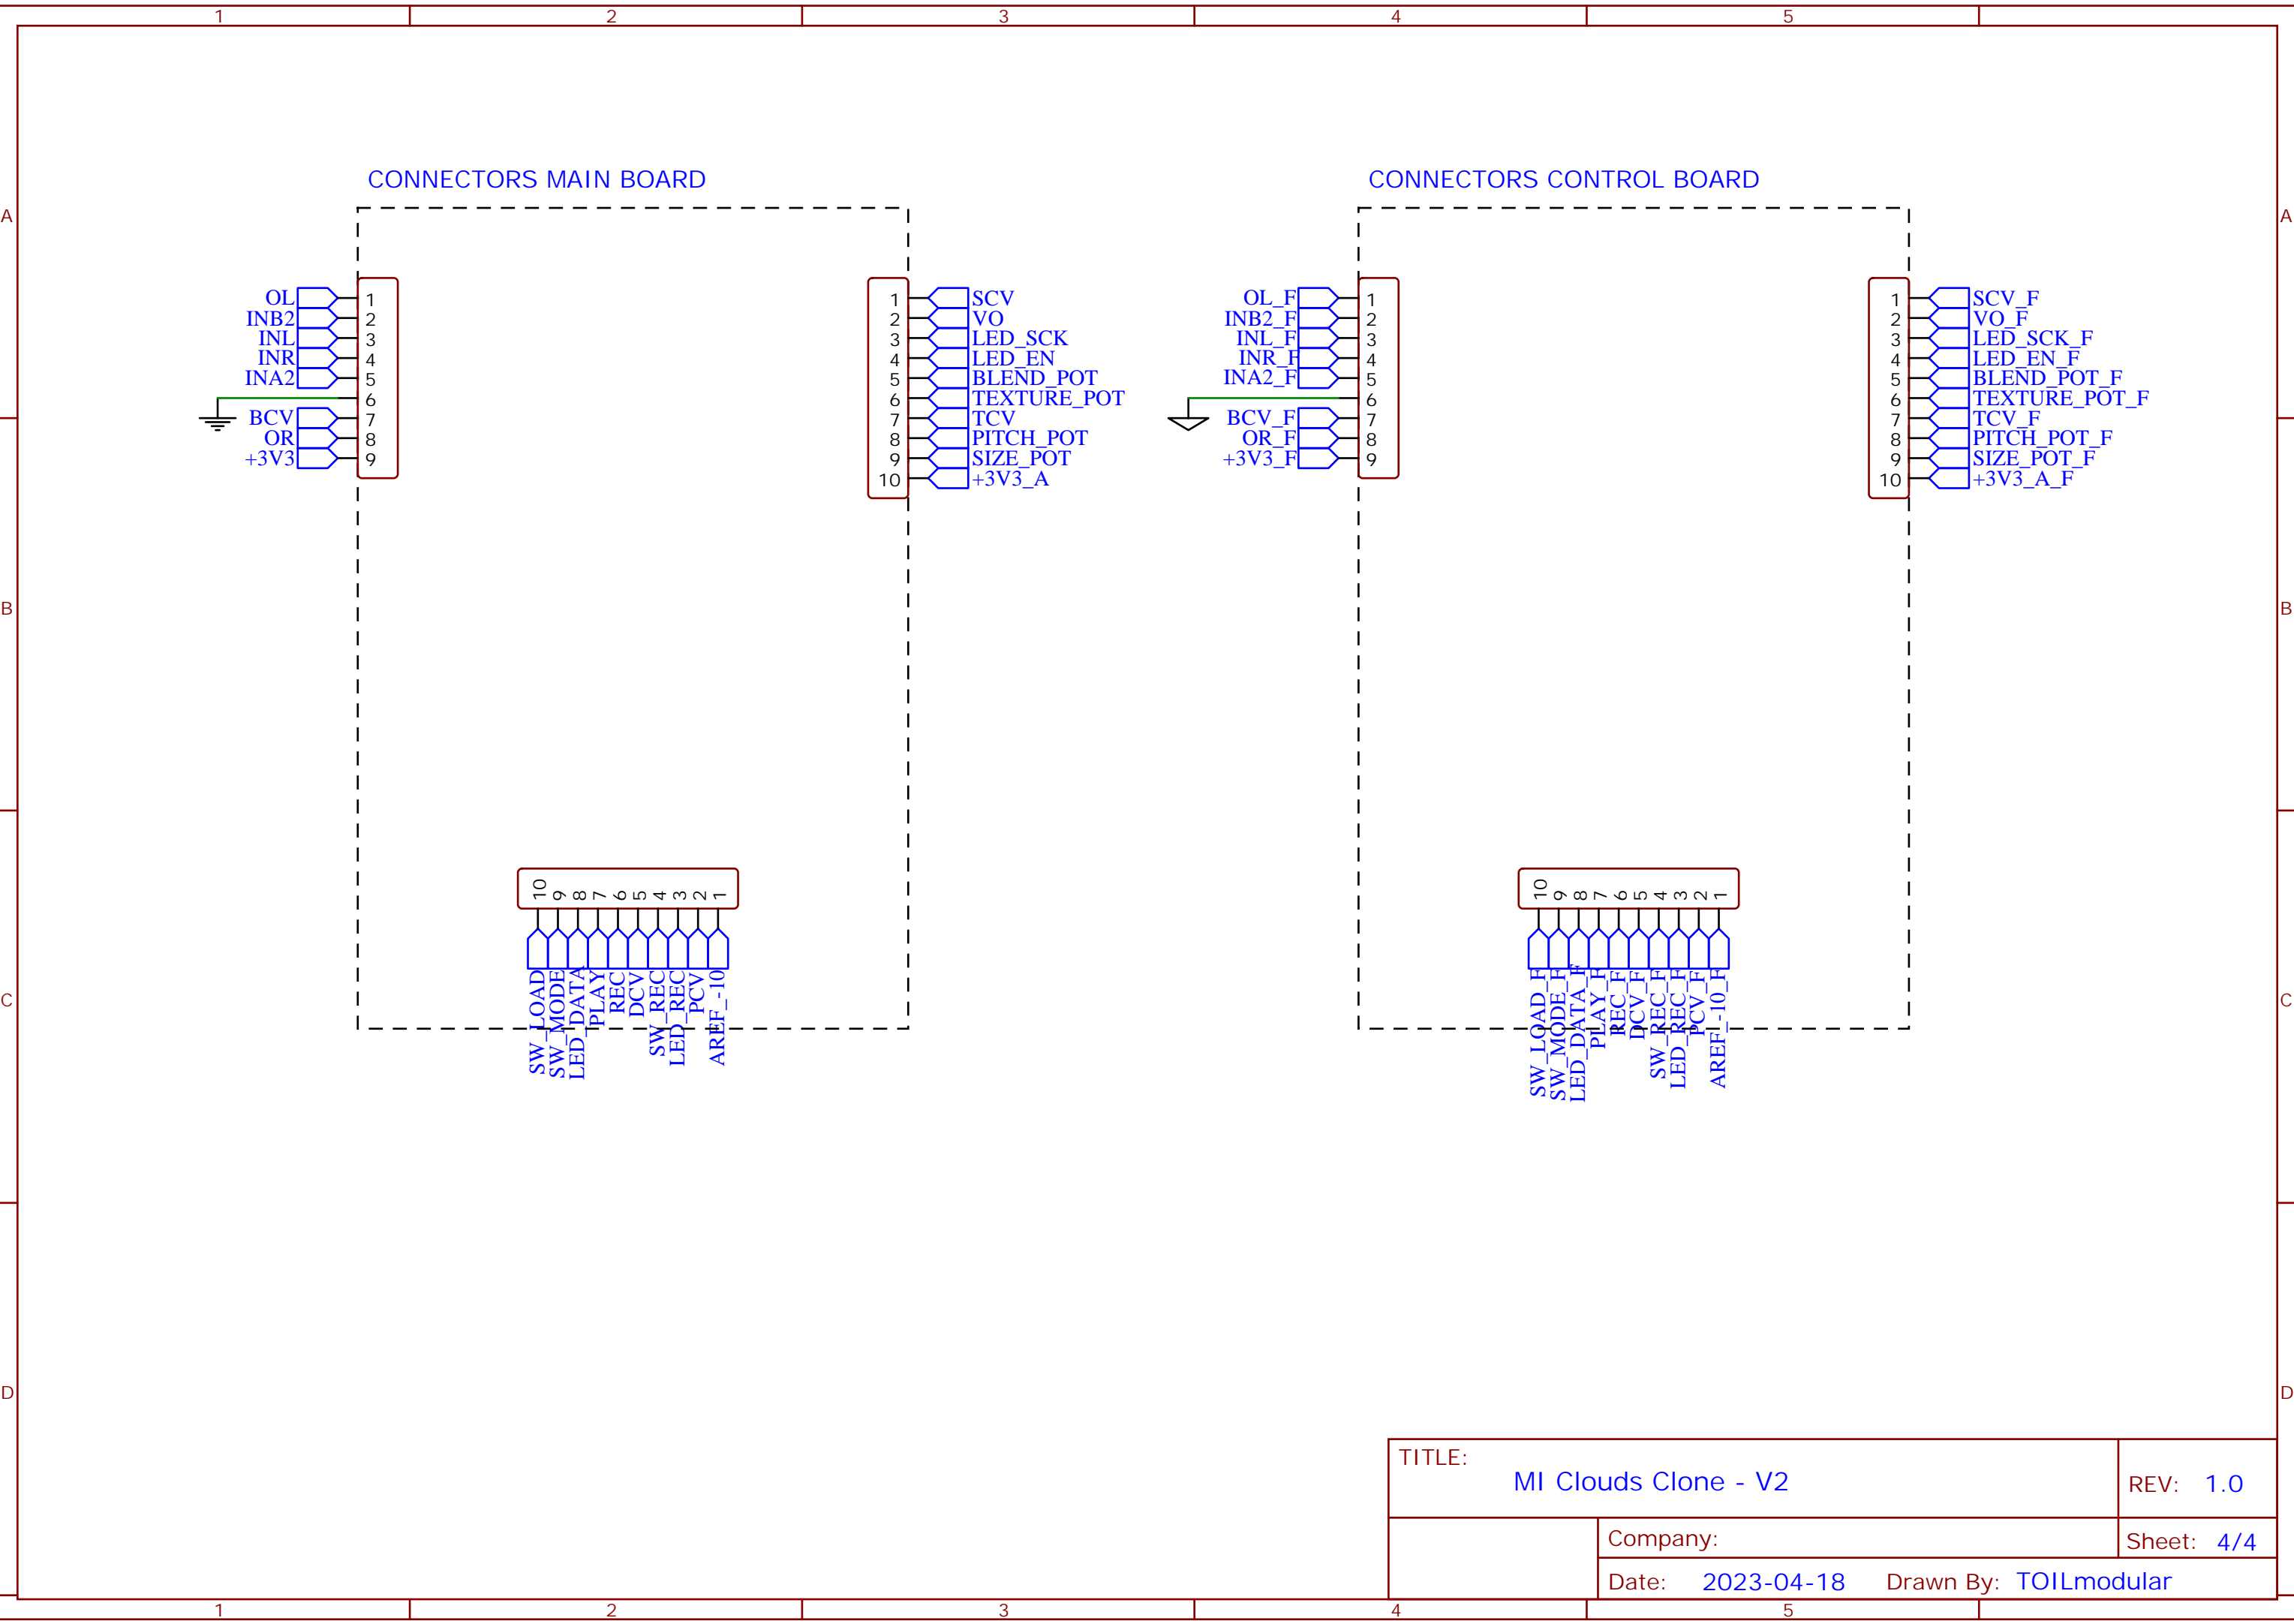 1 2 3 4 5
CONNECTORS MAIN BOARD
CONNECTORS CONTROL BOARD
A
A
OL 1
INB2 2
INL 3
INR 4
INA2 5
6
BCV 7
OR 8
+3V3 9
1 SCV
2 VO
3 LED_SCK
4 LED_EN
5 BLEND_POT
6 TEXTURE_POT
7 TCV
8 PITCH_POT
9 SIZE_POT
10 +3V3_A
OL_F 1
INB2_F 2
INL_F 3
INR_F 4
INA2_F 5
6
BCV_F 7
OR_F 8
+3V3_F 9
1 SCV_F
2 VO_F
3 LED_SCK_F
4 LED_EN_F
5 BLEND_POT_F
6 TEXTURE_POT_F
7 TCV_F
8 PITCH_POT_F
9 SIZE_POT_F
10 +3V3_A_F
B
B
10 SW_LOAD
9 SW_MODE
8 LED_DATA
7 PLAY
6 REC
5 DCV
4 SW_REC
3 LED_REC
2 PCV
1 AREF_-10
10 SW_LOAD_F
9 SW_MODE_F
8 LED_DATA_F
7 PLAY_F
6 REC_F
5 DCV_F
4 SW_REC_F
3 LED_REC_F
2 PCV_F
1 AREF_-10_F
C
C
D
D
TITLE:
MI Clouds Clone - V2
REV: 1.0
Company:
Sheet: 4/4
Date: 2023-04-18 Drawn By: TOILmodular
1 2 3 4 5